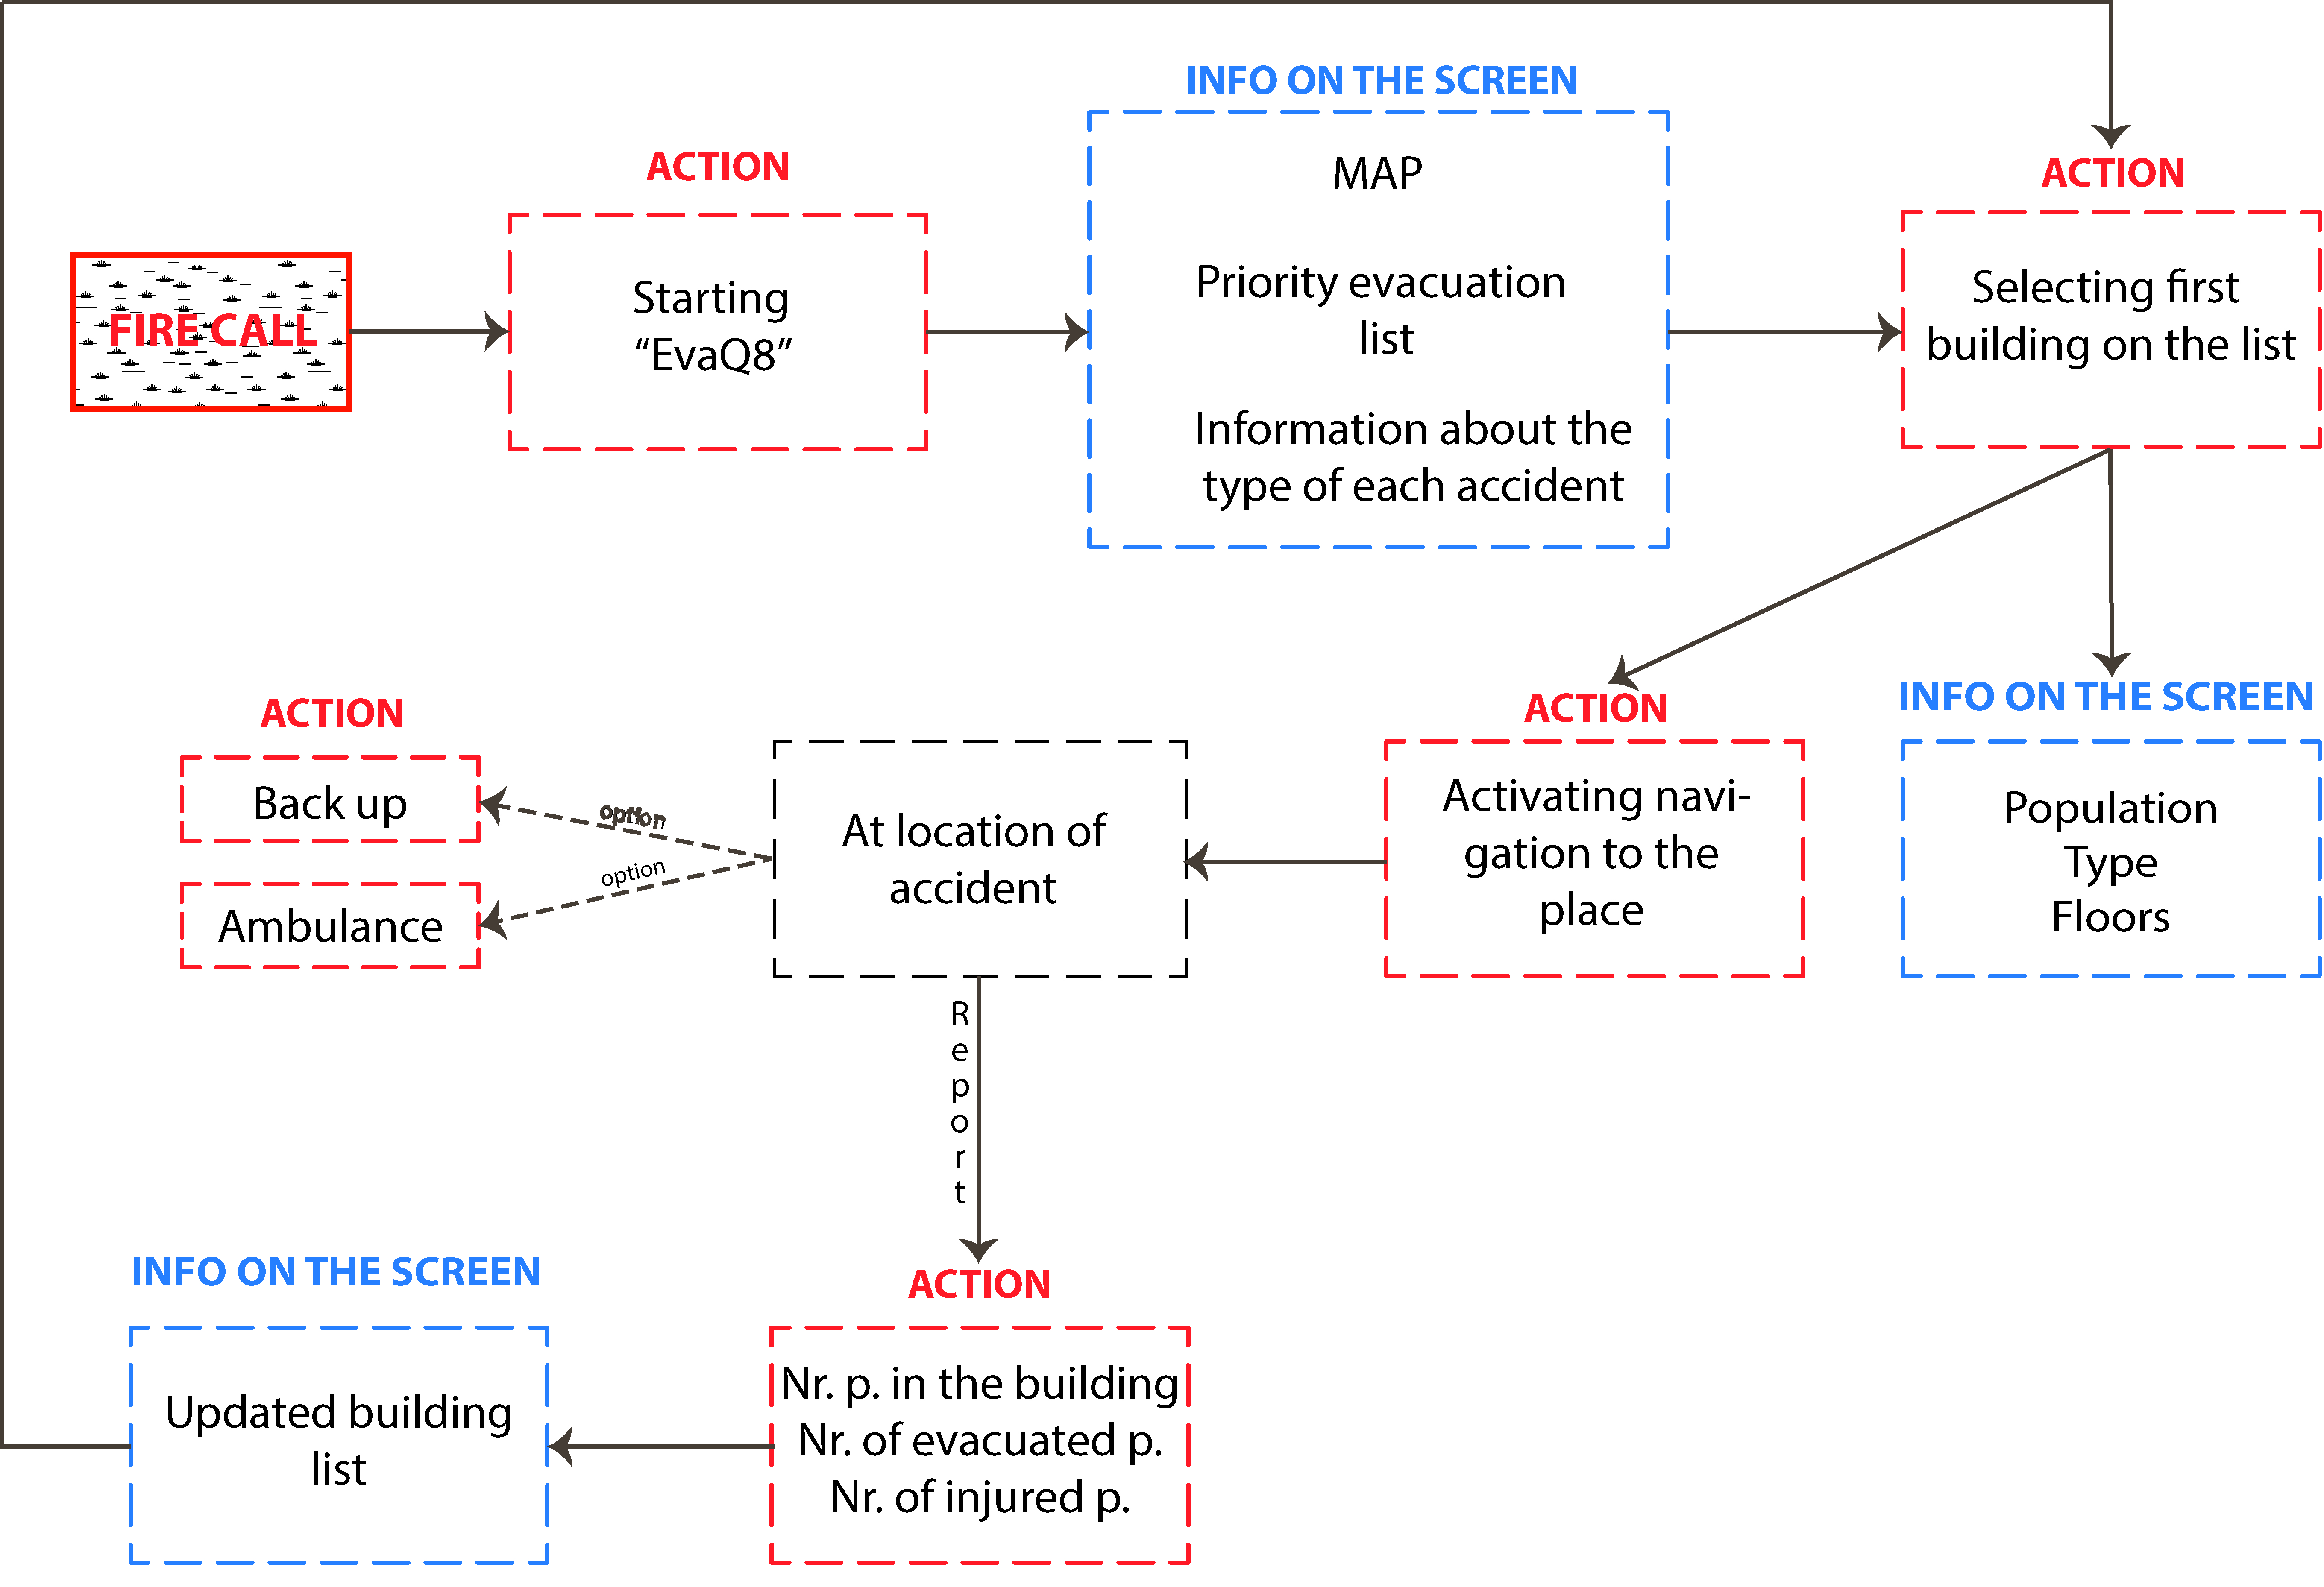 FIRE CALL
ACTION
Starting
“EvaQ8”
INFO ON THE SCREEN
MAP
Priority evacuation
list
Information about the
type of each accident
ACTION
Selecting first
building on the list
INFO ON THE SCREEN
Population
Type
Floors
ACTION
Activating navi-
gation to the
place
At location of
accident
option
option
ACTION
Back up
Ambulance
Report
ACTION
Nr. p. in the building
Nr. of evacuated p.
Nr. of injured p.
INFO ON THE SCREEN
Updated building
list